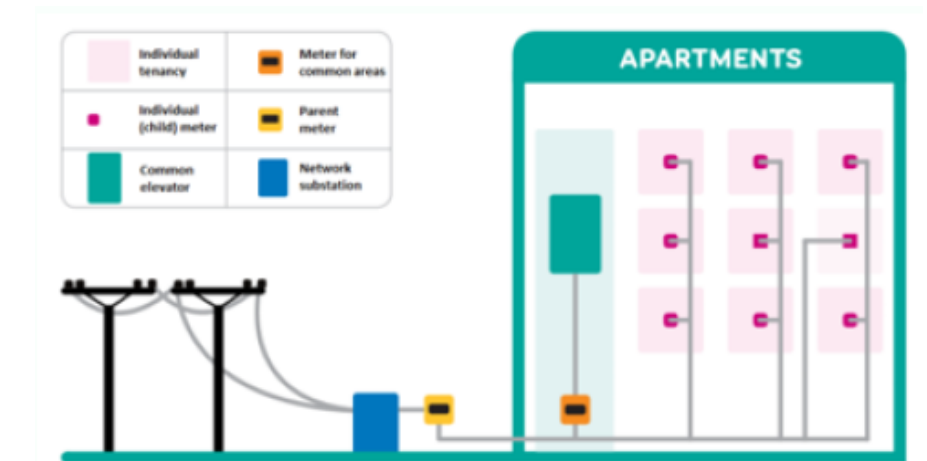 Individual
tenancy
Meter for
common areas
Individual
(child) meter
Parent
meter
Common
elevator
Network
substation
APARTMENTS